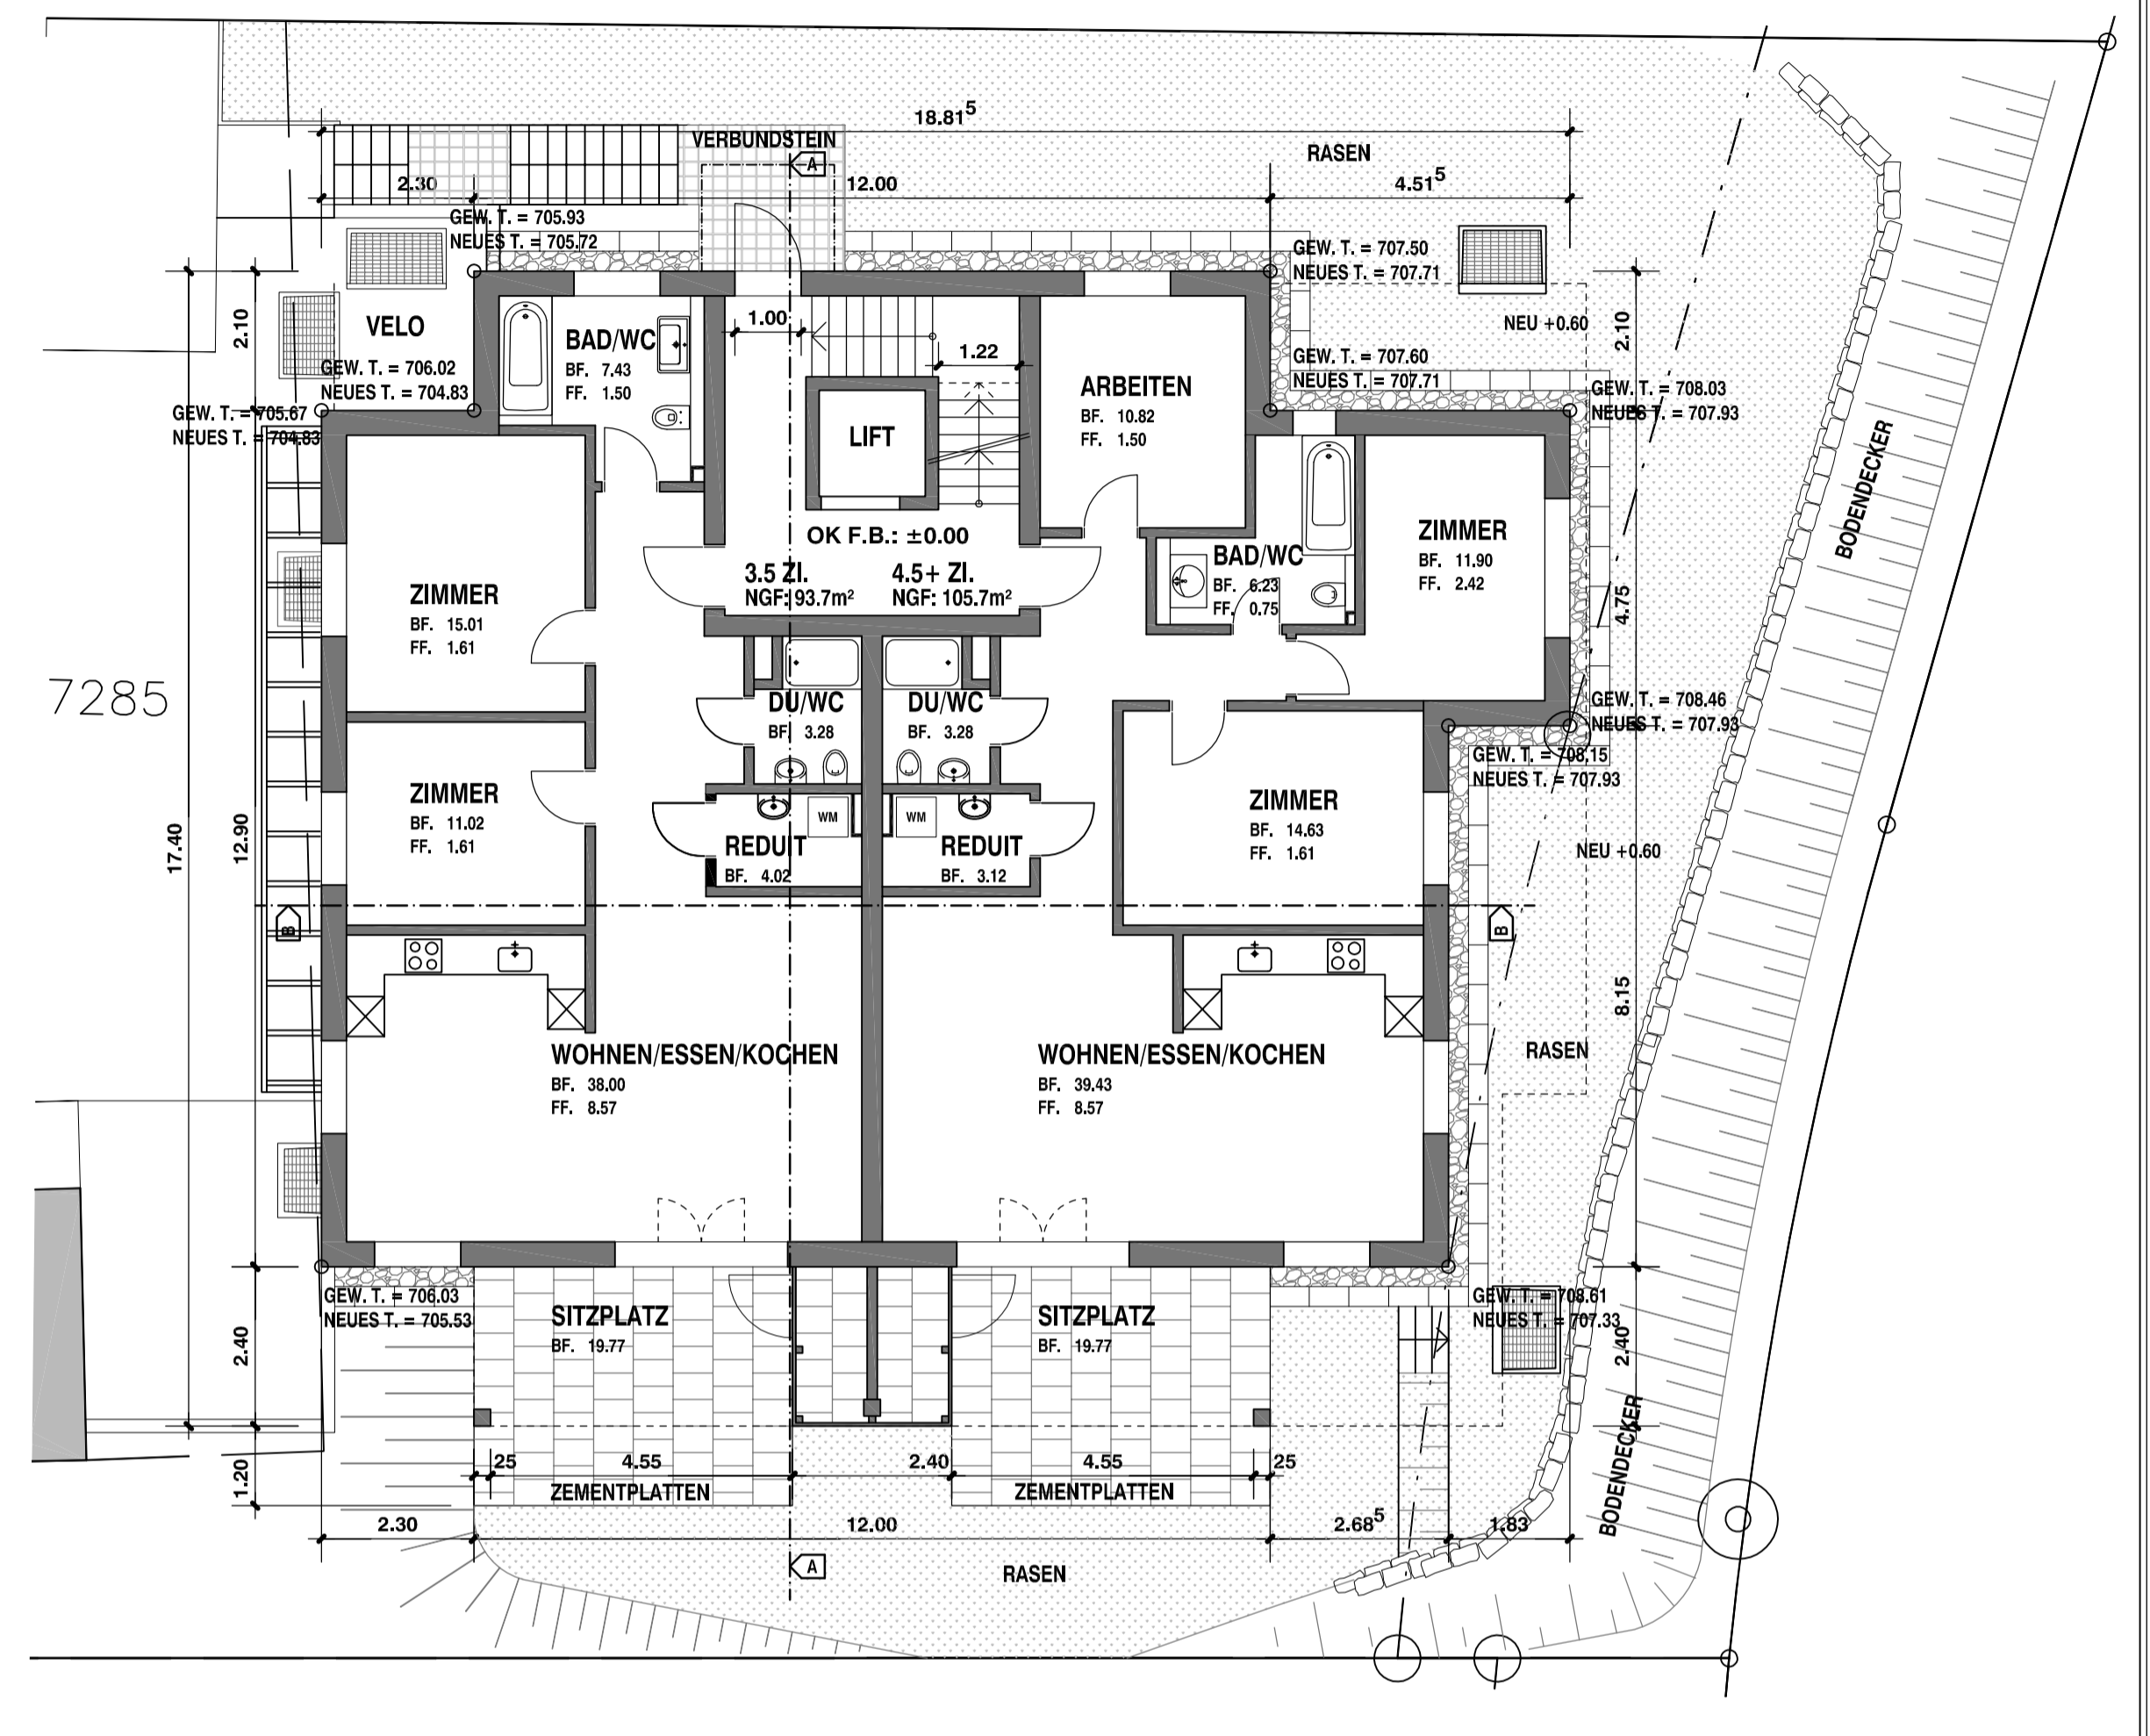 18.81⁵
VERBUNDSTEIN
A
RASEN
2.30
12.00
4.51⁵
GEW. T. = 705.93
NEUES T. = 705.72
GEW. T. = 707.50
NEUES T. = 707.71
VELO
BAD/WC
BF. 7.43
FF. 1.50
1.00
1.22
NEU +0.60
2.10
2.10
GEW. T. = 706.02
NEUES T. = 704.83
GEW. T. = 707.60
NEUES T. = 707.71
ARBEITEN
BF. 10.82
FF. 1.50
GEW. T. = 708.03
NEUES T. = 707.93
GEW. T. = 705.67
NEUES T. = 704.83
LIFT
BODENDECKER
OK F.B.: ±0.00
ZIMMER
BF. 11.90
FF. 2.42
BAD/WC
BF. 6.23
FF. 0.75
3.5 ZI.
NGF: 93.7m²
4.5+ ZI.
NGF: 105.7m²
ZIMMER
BF. 15.01
FF. 1.61
4.75
7285
DU/WC
BF. 3.28
DU/WC
BF. 3.28
GEW. T. = 708.46
NEUES T. = 707.93
GEW. T. = 708.15
NEUES T. = 707.93
ZIMMER
BF. 11.02
FF. 1.61
WM
WM
ZIMMER
BF. 14.63
FF. 1.61
17.40
12.90
REDUIT
BF. 4.02
REDUIT
BF. 3.12
NEU +0.60
B
B
8.15
WOHNEN/ESSEN/KOCHEN
BF. 38.00
FF. 8.57
WOHNEN/ESSEN/KOCHEN
BF. 39.43
FF. 8.57
RASEN
GEW. T. = 706.03
NEUES T. = 705.53
SITZPLATZ
BF. 19.77
SITZPLATZ
BF. 19.77
GEW. T. = 708.61
NEUES T. = 707.33
2.40
2.40
BODENDECKER
25
4.55
2.40
4.55
25
1.20
ZEMENTPLATTEN
ZEMENTPLATTEN
2.30
12.00
2.68⁵
1.83
A
RASEN